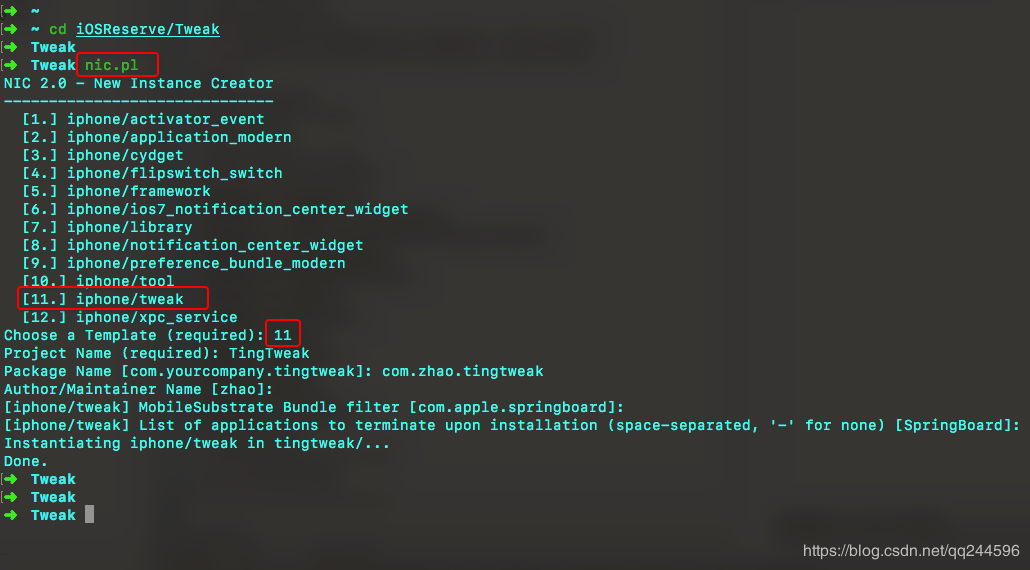 [➜ ~
[➜ ~ cd iOSReserve/Tweak
[➜ Tweak
[➜ Tweak nic.pl
NIC 2.0 - New Instance Creator
------------------------------
[1.] iphone/activator_event
[2.] iphone/application_modern
[3.] iphone/cydget
[4.] iphone/flipswitch_switch
[5.] iphone/framework
[6.] iphone/ios7_notification_center_widget
[7.] iphone/library
[8.] iphone/notification_center_widget
[9.] iphone/preference_bundle_modern
[10.] iphone/tool
[11.] iphone/tweak
[12.] iphone/xpc_service
Choose a Template (required): 11
Project Name (required): TingTweak
Package Name [com.yourcompany.tingtweak]: com.zhao.tingtweak
Author/Maintainer Name [zhao]:
[iphone/tweak] MobileSubstrate Bundle filter [com.apple.springboard]:
[iphone/tweak] List of applications to terminate upon installation (space-separated, '-' for none) [SpringBoard]:
Instantiating iphone/tweak in tingtweak/...
Done.
[➜ Tweak
[➜ Tweak
➜ Tweak
https://blog.csdn.net/qq244596